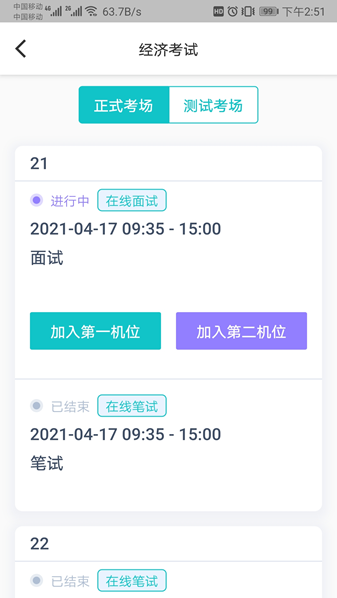 中国移动 4G 2G 63.7B/s HD 99 下午2:51
中国移动
经济考试
正式考场 测试考场
21
进行中 在线面试
2021-04-17 09:35 - 15:00
面试
加入第一机位 加入第二机位
已结束 在线笔试
2021-04-17 09:35 - 15:00
笔试
22
已结束 在线笔试